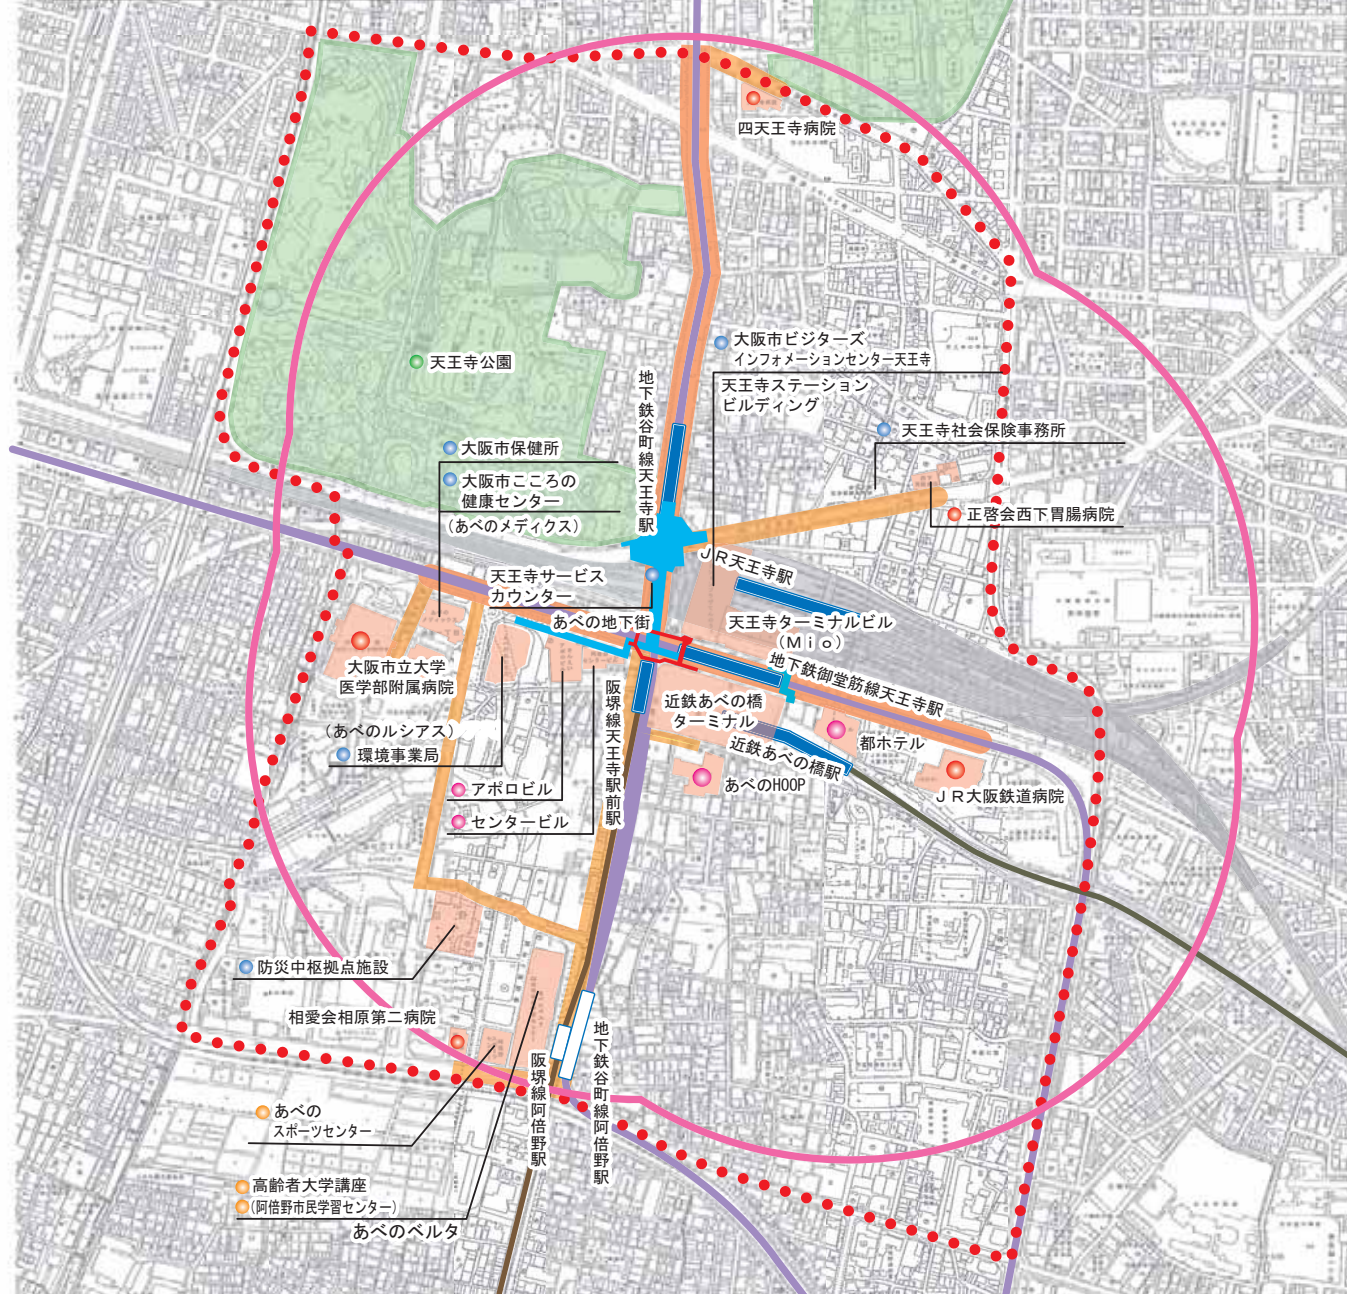 四天王寺病院
大阪市ビジターズ
インフォメーションセンター天王寺
天王寺公園
地下鉄谷町線天王寺駅
天王寺ステーション
ビルディング
天王寺社会保険事務所
大阪市保健所
大阪市こころの
健康センター
(あべのメディクス)
正啓会西下胃腸病院
JR天王寺駅
天王寺サービス
カウンター
あべの地下街
天王寺ターミナルビル
(Mio)
大阪市立大学
医学部附属病院
地下鉄御堂筋線天王寺駅
阪堺線天王寺駅前駅
近鉄あべの橋
ターミナル
(あべのルシアス)
環境事業局
都ホテル
近鉄あべの橋駅
アポロビル
あべのHOOP
JR大阪鉄道病院
センタービル
防災中枢拠点施設
相愛会相原第二病院
阪堺線阿倍野駅
地下鉄谷町線阿倍野駅
あべの
スポーツセンター
高齢者大学講座
(阿倍野市民学習センター)
あべのベルタ